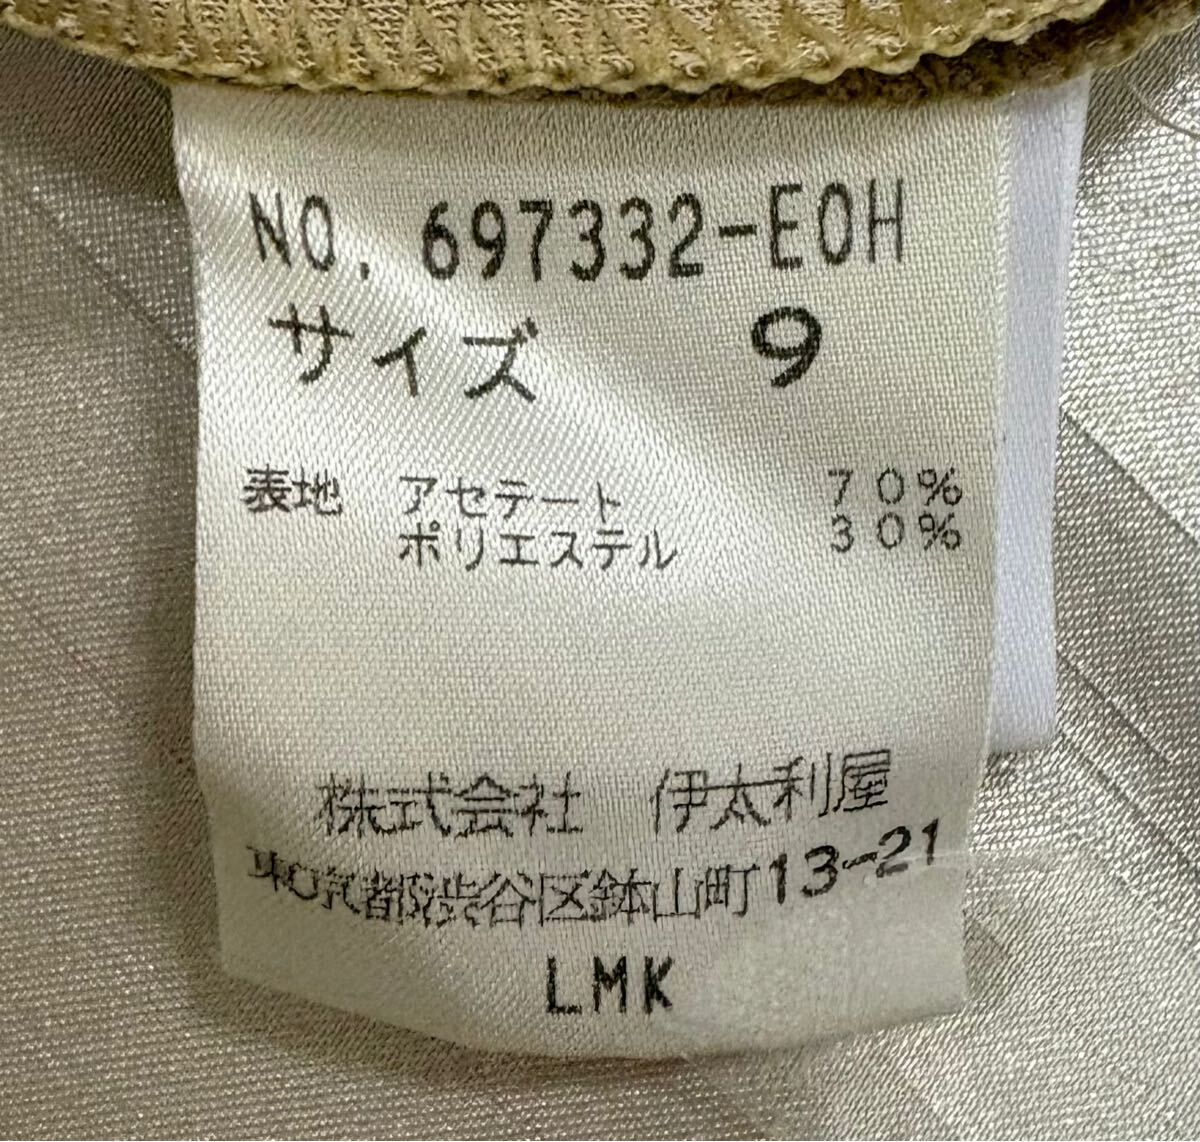 NO. 697332-EOH
サイズ 9
表地 アセテート 70%
ポリエステル 30%
株式会社 伊太利屋
東京都渋谷区鉢山町13-21
LMK